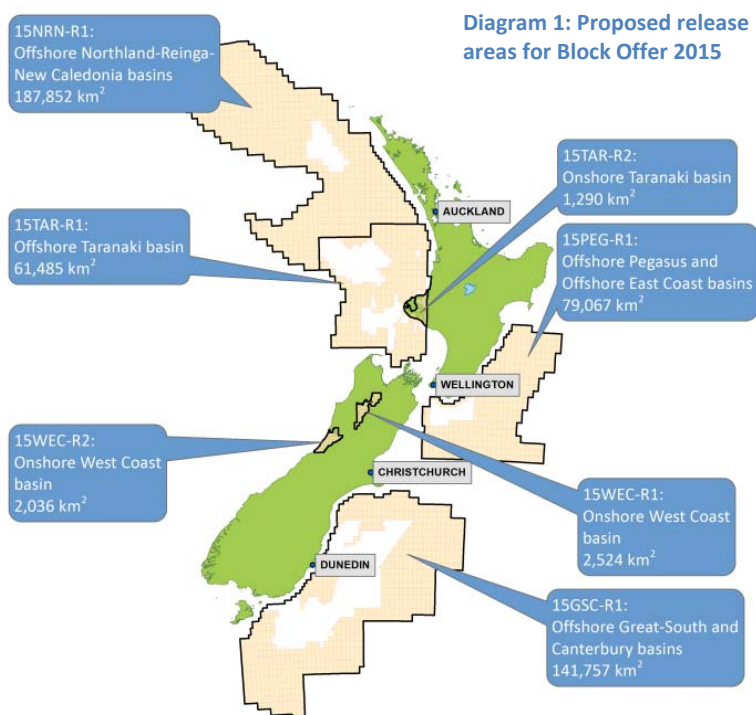 Diagram 1: Proposed release
areas for Block Offer 2015
15NRN-R1:
Offshore Northland-Reinga-
New Caledonia basins
187,852 km²
15TAR-R2:
Onshore Taranaki basin
1,290 km²
AUCKLAND
15TAR-R1:
Offshore Taranaki basin
61,485 km²
15PEG-R1:
Offshore Pegasus and
Offshore East Coast basins
79,067 km²
WELLINGTON
15WEC-R2:
Onshore West Coast
basin
2,036 km²
CHRISTCHURCH
15WEC-R1:
Onshore West Coast
basin
2,524 km²
DUNEDIN
15GSC-R1:
Offshore Great-South and
Canterbury basins
141,757 km²